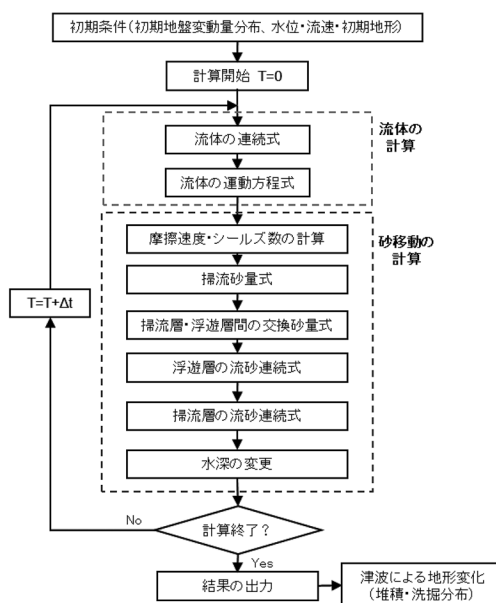 初期条件(初期地盤変動量分布、水位・流速・初期地形)
計算開始 T=0
流体の
計算
流体の連続式
流体の運動方程式
砂移動の
計算
摩擦速度・シールズ数の計算
掃流砂量式
T=T+Δt
掃流層・浮遊層間の交換砂量式
浮遊層の流砂連続式
掃流層の流砂連続式
水深の変更
No
計算終了？
Yes
結果の出力
津波による地形変化
(堆積・洗掘分布)